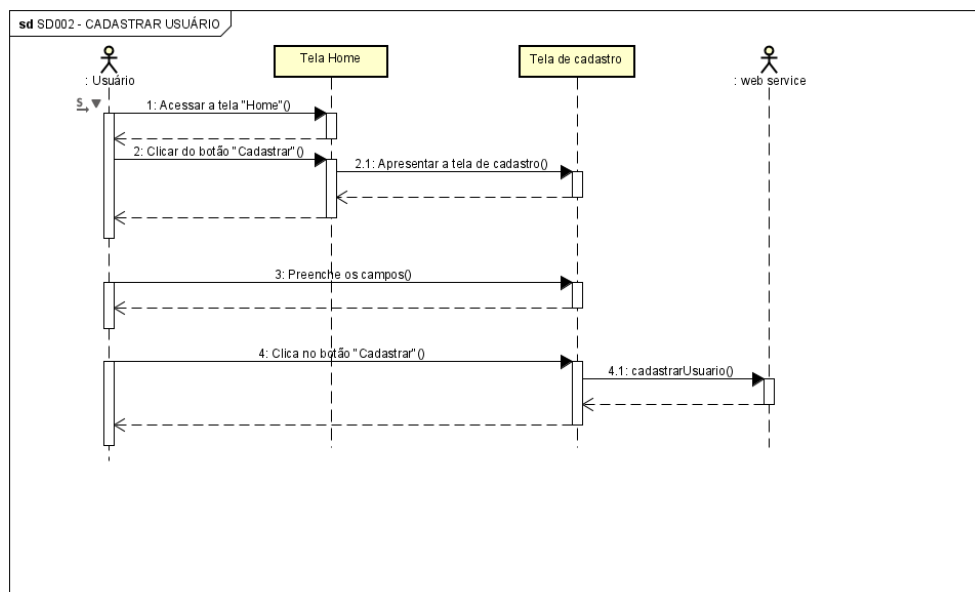 sd SD002 - CADASTRAR USUÁRIO
: Usuário
Tela Home
Tela de cadastro
: web service
S
1: Acessar a tela "Home"()
2: Clicar do botão "Cadastrar"()
2.1: Apresentar a tela de cadastro()
3: Preenche os campos()
4: Clica no botão "Cadastrar"()
4.1: cadastrarUsuario()